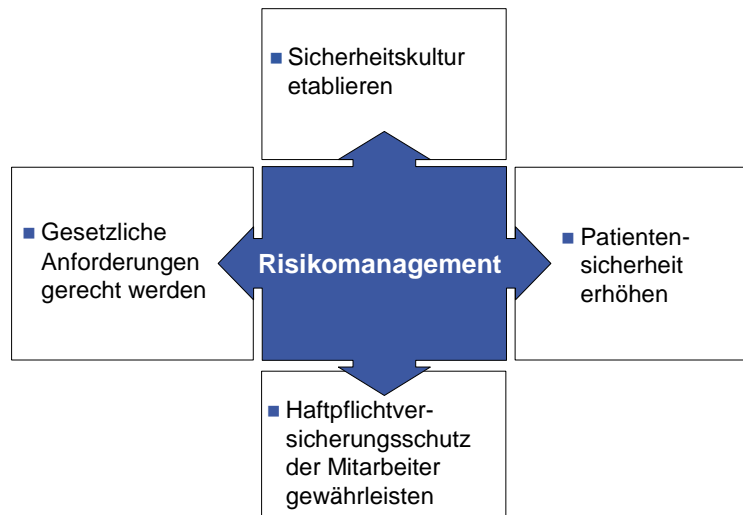 ■ Sicherheitskultur
etablieren
■ Gesetzliche
Anforderungen
gerecht werden
Risikomanagement
■ Patienten-
sicherheit
erhöhen
■ Haftpflichtver-
sicherungsschutz
der Mitarbeiter
gewährleisten